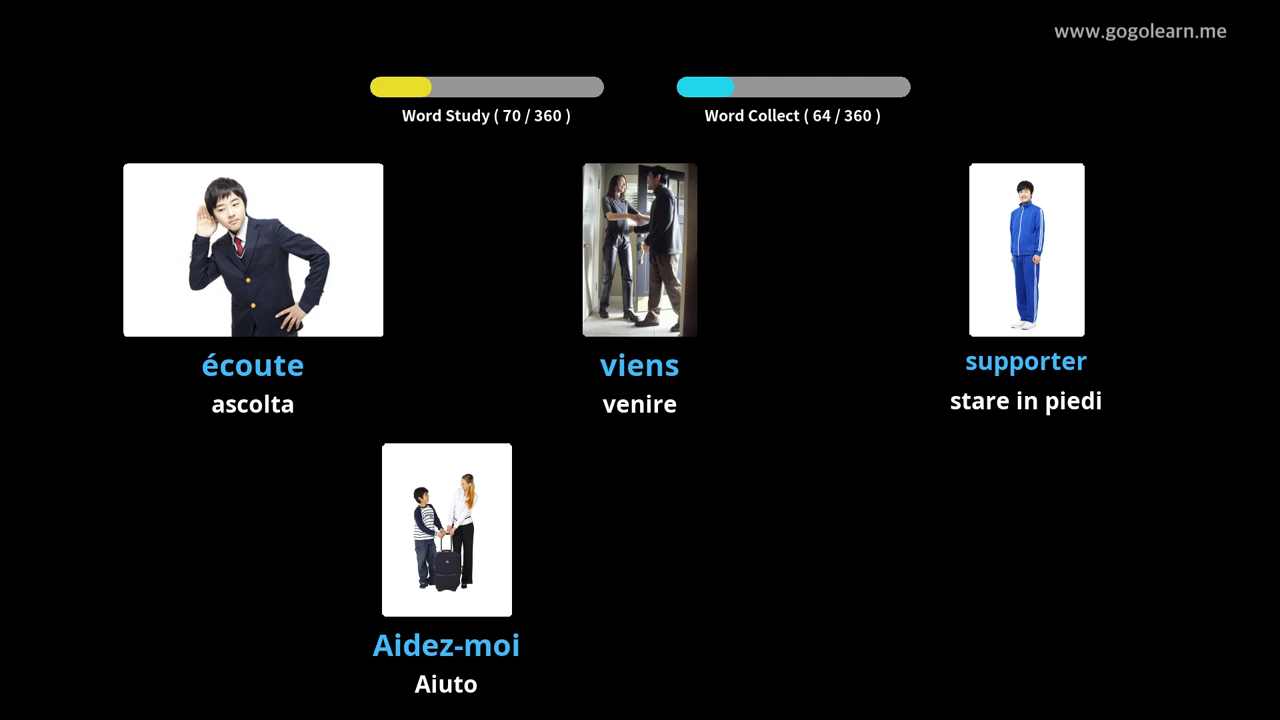 www.gogolearn.me
Word Study ( 70 / 360 )
Word Collect ( 64 / 360 )
écoute
ascolta
viens
venire
supporter
stare in piedi
Aidez-moi
Aiuto